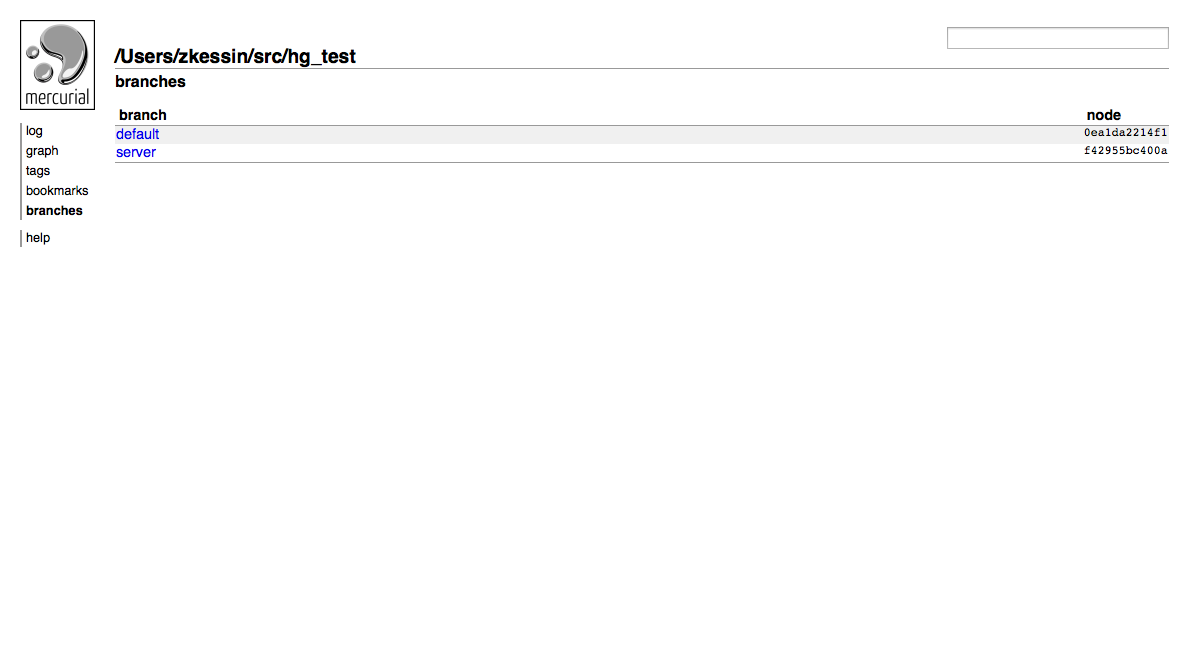 mercurial
/Users/zkessin/src/hg_test
branches
log
graph
tags
bookmarks
branches
help
branch node
default 0ea1da2214f1
server f42955bc400a